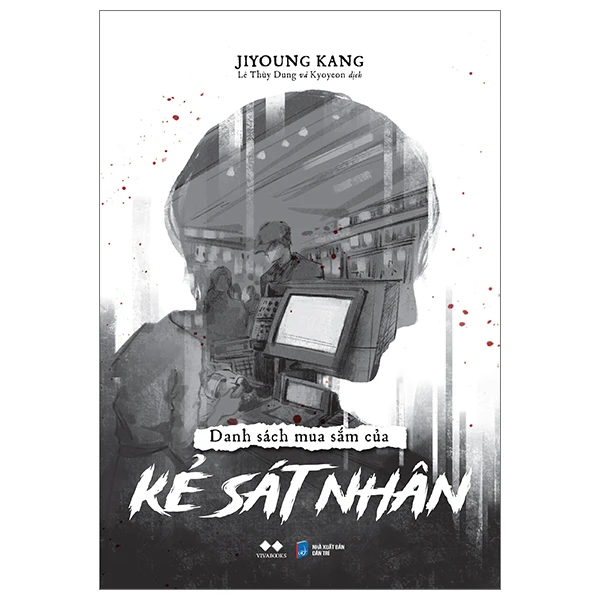 JIYOUNG KANG
Lê Thùy Dung và Kyoyeon dịch
Danh sách mua sắm của
KẺ SÁT NHÂN
VIVABOOKS
NHÀ XUẤT BẢN
DÂN TRÍ